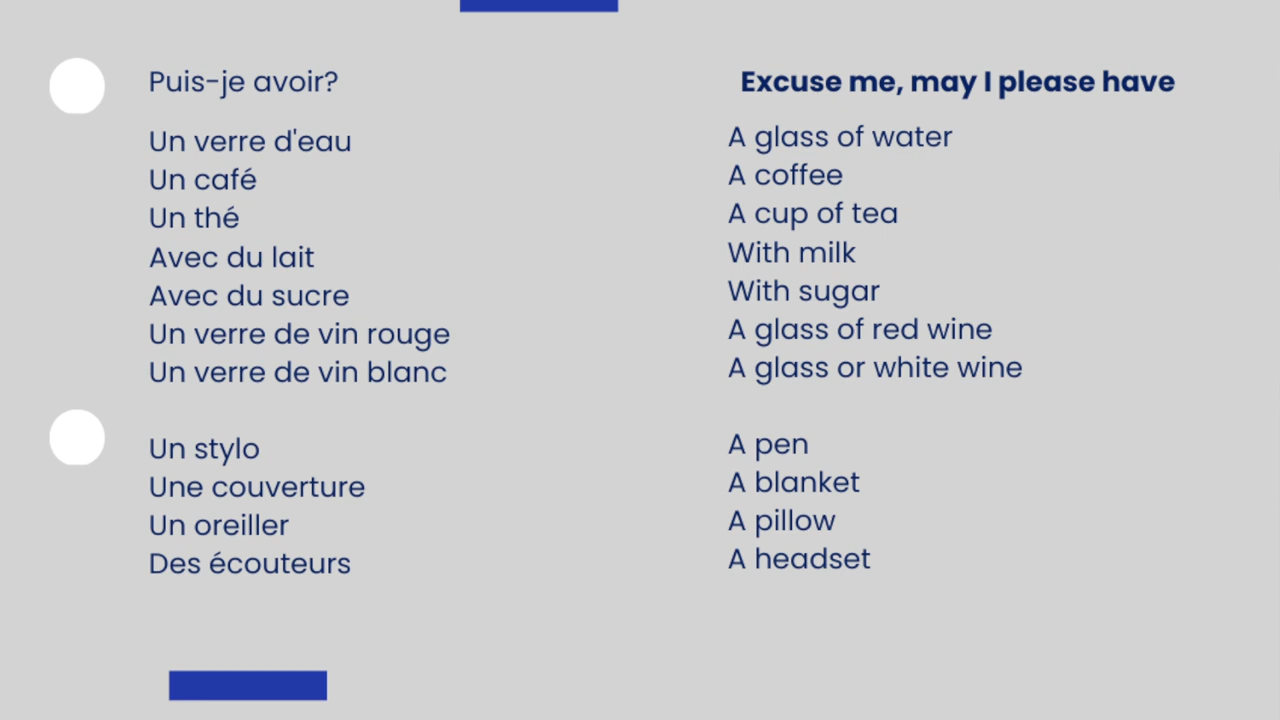 Puis-je avoir?
Un verre d'eau
Un café
Un thé
Avec du lait
Avec du sucre
Un verre de vin rouge
Un verre de vin blanc
Un stylo
Une couverture
Un oreiller
Des écouteurs
Excuse me, may I please have
A glass of water
A coffee
A cup of tea
With milk
With sugar
A glass of red wine
A glass or white wine
A pen
A blanket
A pillow
A headset